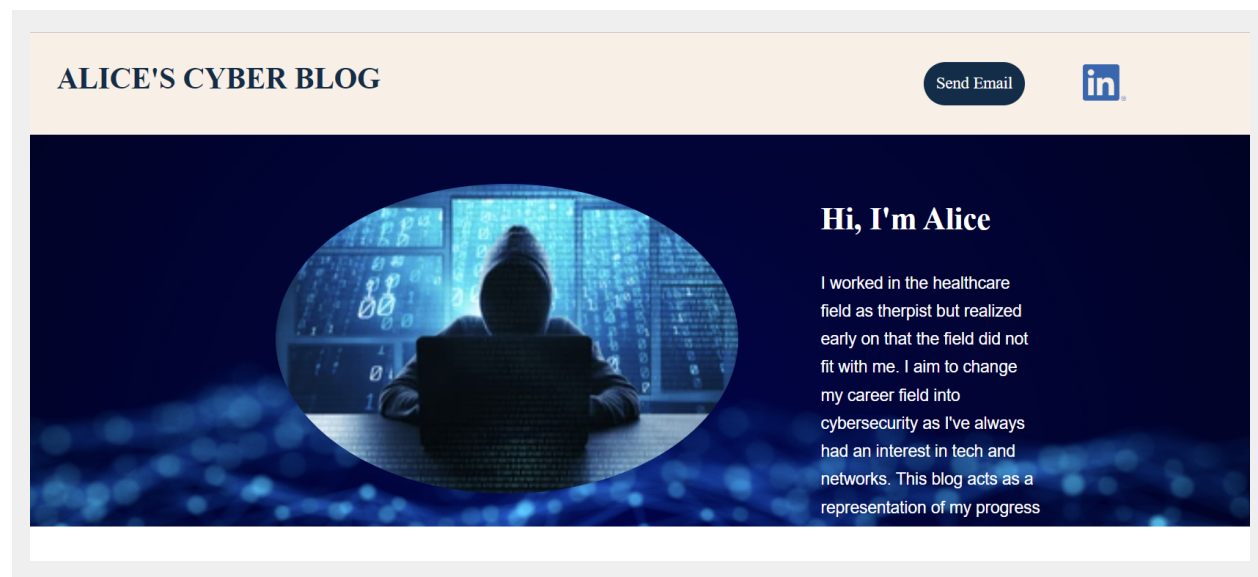 ALICE'S CYBER BLOG
Send Email
in
Hi, I'm Alice
I worked in the healthcare
field as therpist but realized
early on that the field did not
fit with me. I aim to change
my career field into
cybersecurity as I've always
had an interest in tech and
networks. This blog acts as a
representation of my progress